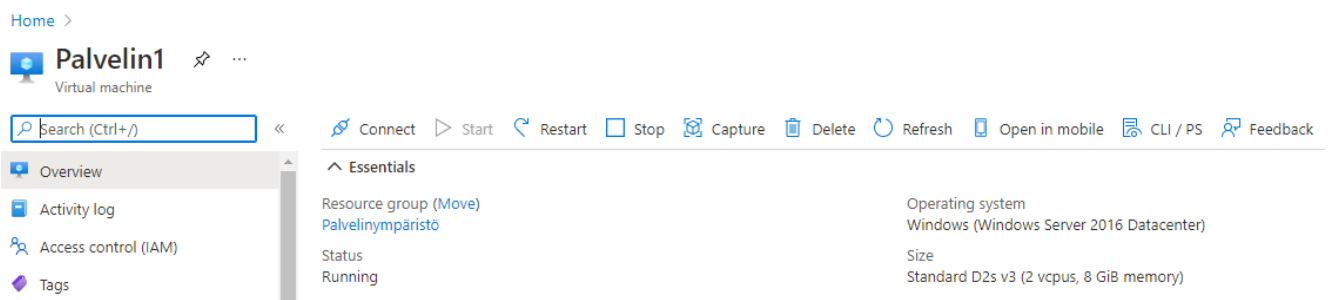 Home >
Palvelin1 ...
Virtual machine
Search (Ctrl+/) «
Connect Start Restart Stop Capture Delete Refresh Open in mobile CLI / PS Feedback
Overview
Activity log
Access control (IAM)
Tags
Essentials
Resource group (Move)
Palvelinympäristö
Status
Running
Operating system
Windows (Windows Server 2016 Datacenter)
Size
Standard D2s v3 (2 vcpus, 8 GiB memory)